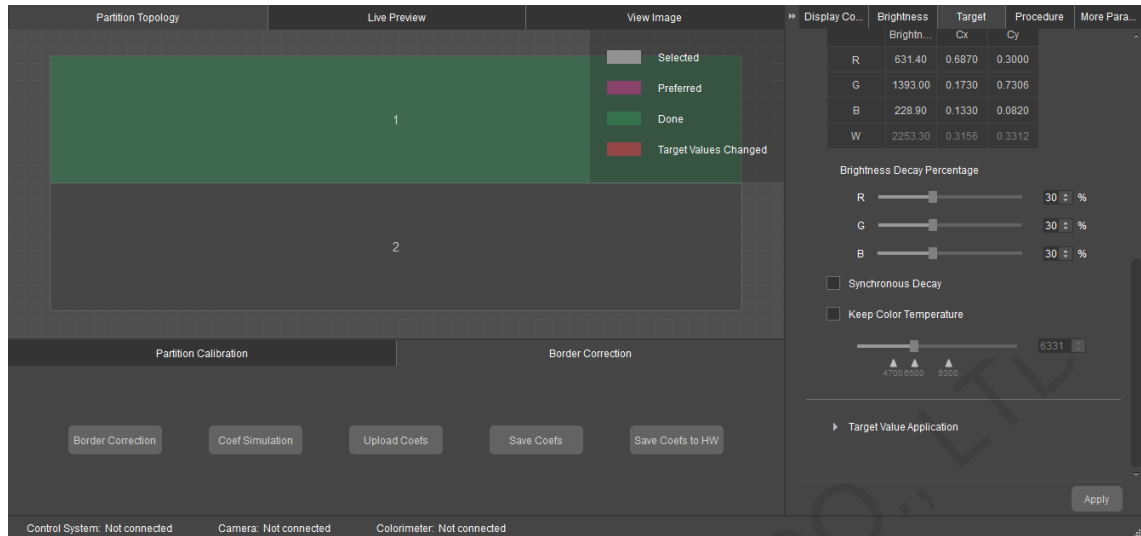 Partition Topology Live Preview View Image
Display Co... Brightness Target Procedure More Para...
Selected
Preferred
1
Done
Target Values Changed
2
Partition Calibration Border Correction
Border Correction Coef Simulation Upload Coefs Save Coefs Save Coefs to HW
Brightn... Cx Cy
R 631.40 0.6870 0.3000
G 1393.00 0.1730 0.7306
B 228.90 0.1330 0.0820
W 2253.30 0.3156 0.3312
Brightness Decay Percentage
R 30 %
G 30 %
B 30 %
Synchronous Decay
Keep Color Temperature
6331
4700 6500 9300
Target Value Application
Apply
Control System: Not connected Camera: Not connected Colorimeter: Not connected